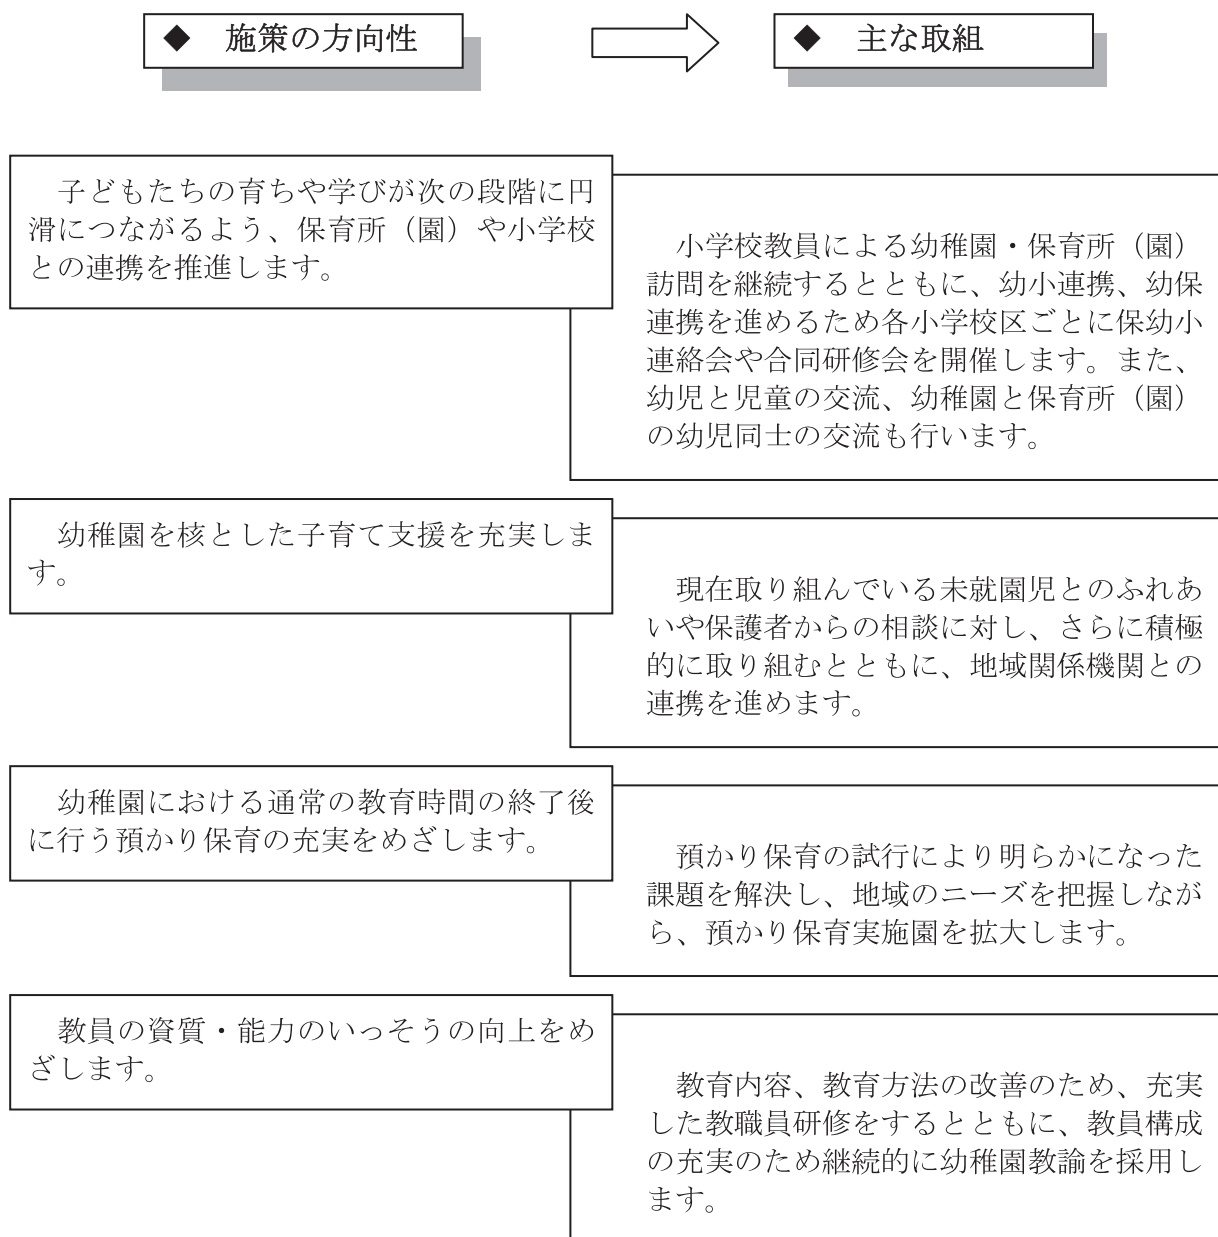 ◆ 施策の方向性
◆ 主な取組
子どもたちの育ちや学びが次の段階に円
滑につながるよう、保育所（園）や小学校
との連携を推進します。
小学校教員による幼稚園・保育所（園）
訪問を継続するとともに、幼小連携、幼保
連携を進めるため各小学校区ごとに保幼小
連絡会や合同研修会を開催します。また、
幼児と児童の交流、幼稚園と保育所（園）
の幼児同士の交流も行います。
幼稚園を核とした子育て支援を充実しま
す。
現在取り組んでいる未就園児とのふれあ
いや保護者からの相談に対し、さらに積極
的に取り組むとともに、地域関係機関との
連携を進めます。
幼稚園における通常の教育時間の終了後
に行う預かり保育の充実をめざします。
預かり保育の試行により明らかになった
課題を解決し、地域のニーズを把握しなが
ら、預かり保育実施園を拡大します。
教員の資質・能力のいっそうの向上をめ
ざします。
教育内容、教育方法の改善のため、充実
した教職員研修をするとともに、教員構成
の充実のため継続的に幼稚園教諭を採用し
ます。